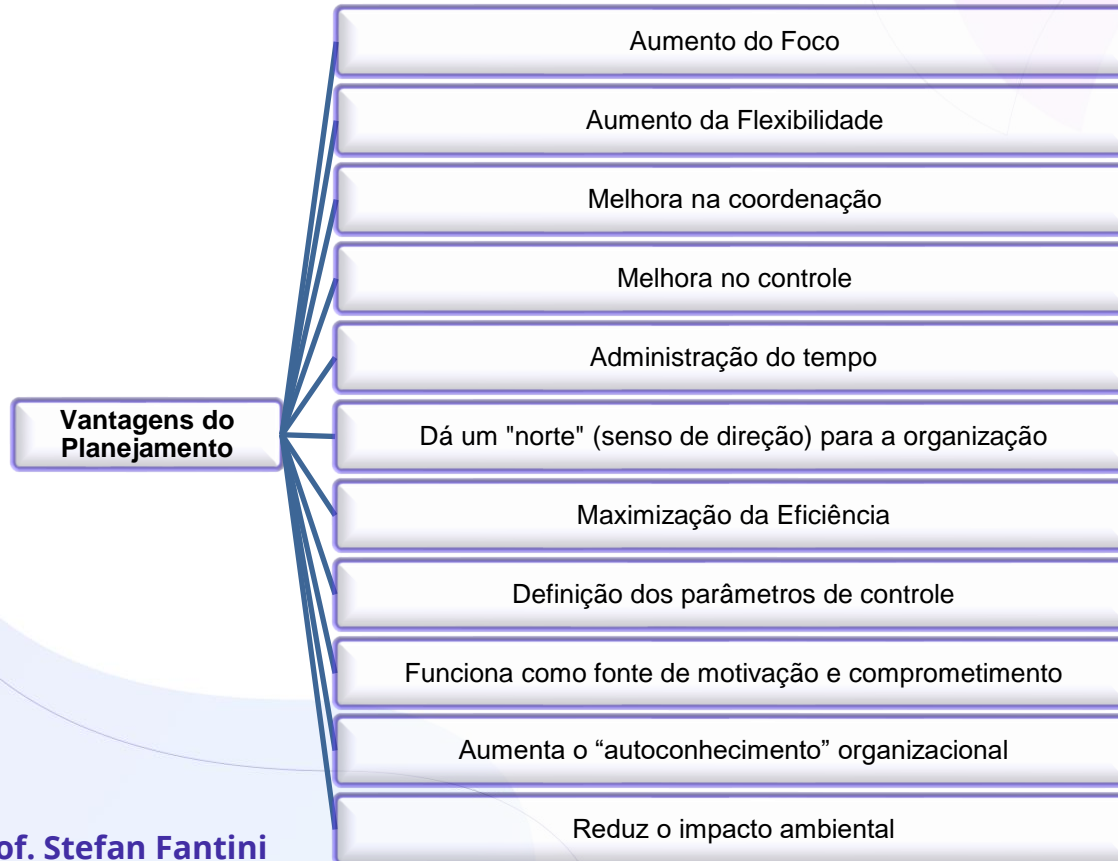 Aumento do Foco
Aumento da Flexibilidade
Melhora na coordenação
Melhora no controle
Administração do tempo
Vantagens do
Planejamento
Dá um "norte" (senso de direção) para a organização
Maximização da Eficiência
Definição dos parâmetros de controle
Funciona como fonte de motivação e comprometimento
Aumenta o “autoconhecimento” organizacional
Reduz o impacto ambiental
of. Stefan Fantini